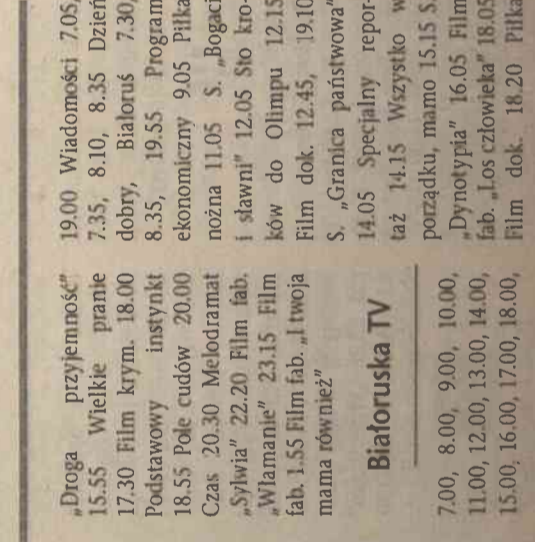 „Droga przyjemność”
15.55 Wielkie pranie
17.30 Film krym. 18.00
Podstawowy instynkt
18.55 Pole cudów 20.00
Czas 20.30 Melodramat
„Sylwia” 22.20 Film fab.
„Włamanie” 23.15 Film
fab. 1.55 Film fab. „I twoja
mama również”
Białoruska TV
7.00, 8.00, 9.00, 10.00,
11.00, 12.00, 13.00, 14.00,
15.00, 16.00, 17.00, 18.00,
19.00 Wiadomości 7.05,
7.35, 8.10, 8.35 Dzień
dobry, Białoruś 7.30,
8.35, 19.55 Program
ekonomiczny 9.05 Piłka
nożna 11.05 S. „Bogaci
i sławni” 12.05 Sto kro-
ków do Olimpu 12.15
Film dok. 12.45, 19.10
S. „Granica państwowa”
14.05 Specjalny repor-
taż 14.15 Wszystko w
porządku, mamo 15.15 S.
„Dynotypia” 16.05 Film
fab. „Los człowieka” 18.05
Film dok. 18.20 Piłka